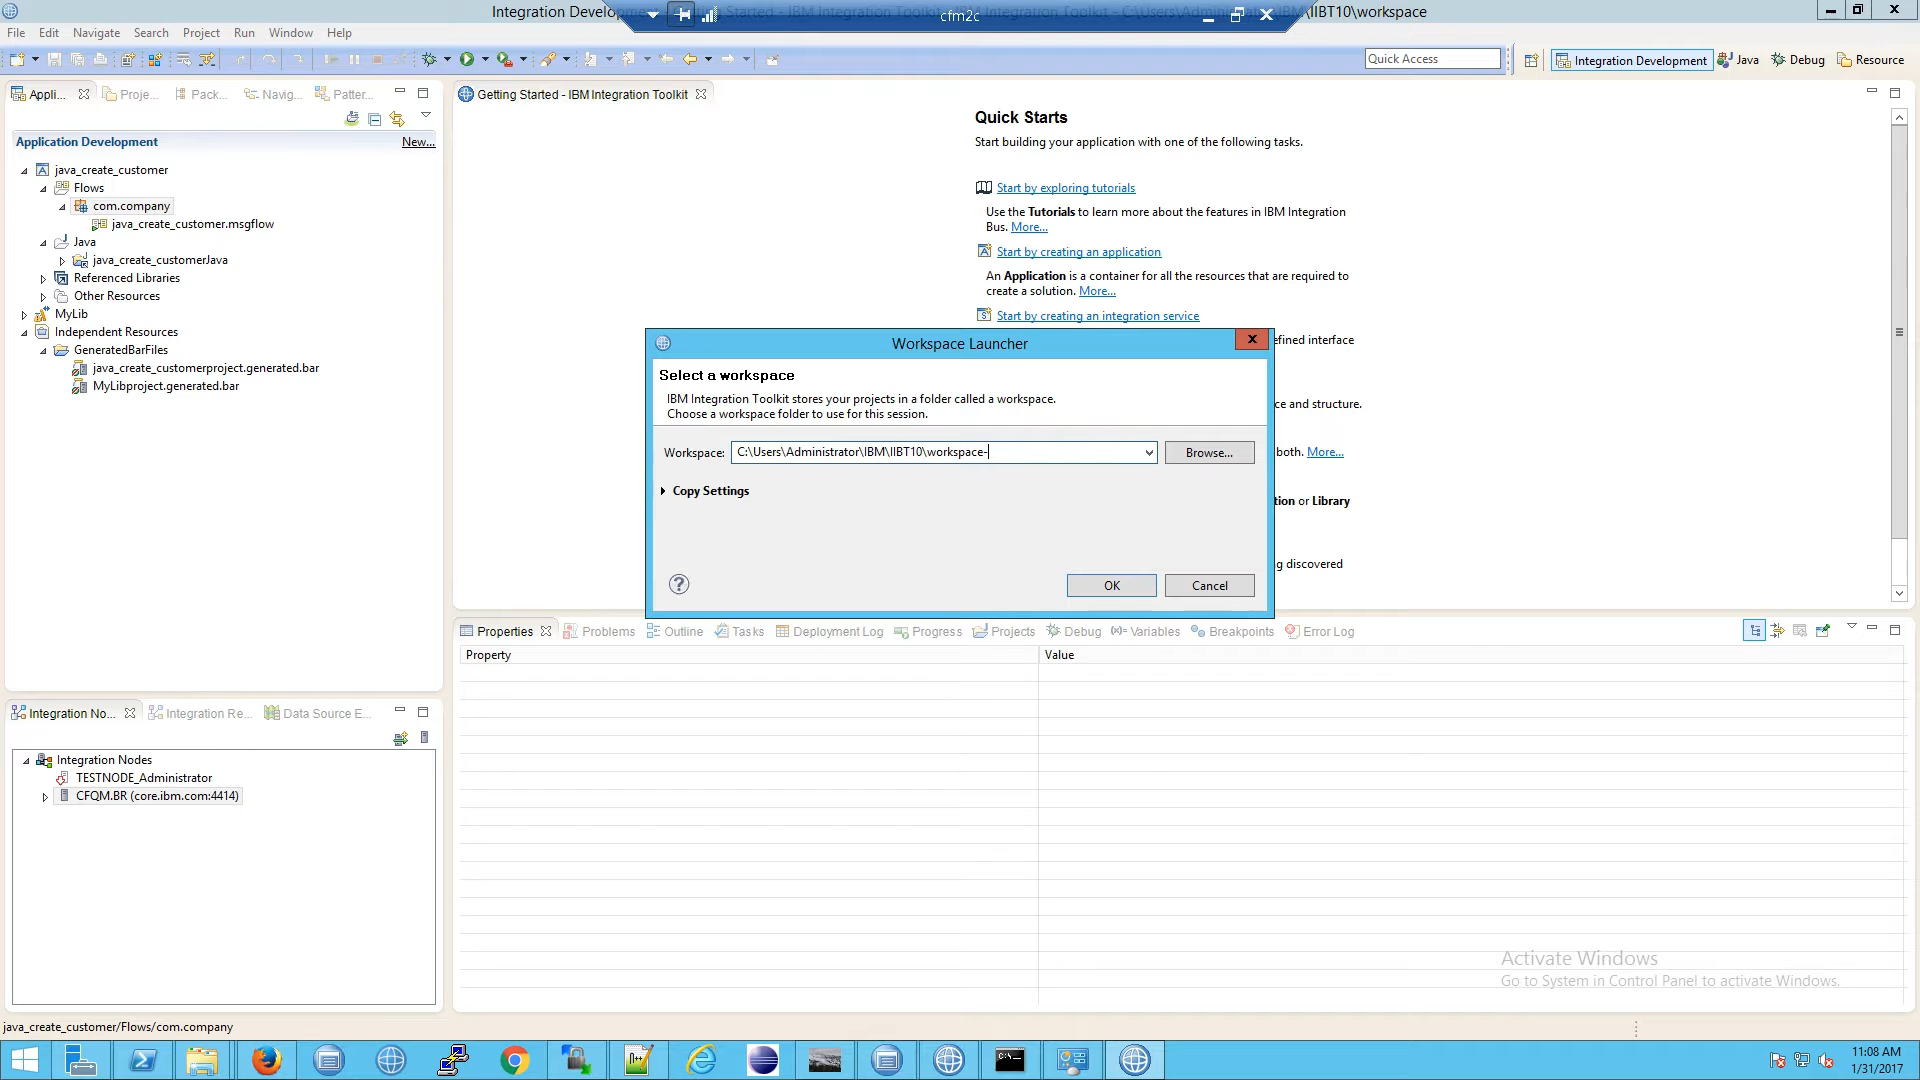 Integration Develop
Started - IBM Integration Toolkit
cfm2c
\IIBT10\workspace
File Edit Navigate Search Project Run Window Help
Quick Access
Integration Development
Java
Debug
Resource
Appli...
Proje...
Pack...
Navig...
Patter...
Getting Started - IBM Integration Toolkit
Application Development
New...
java_create_customer
Flows
com.company
java_create_customer.msgflow
Java
java_create_customerJava
Referenced Libraries
Other Resources
MyLib
Independent Resources
GeneratedBarFiles
java_create_customerproject.generated.bar
MyLibproject.generated.bar
Quick Starts
Start building your application with one of the following tasks.
Start by exploring tutorials
Use the Tutorials to learn more about the features in IBM Integration
Bus. More...
Start by creating an application
An Application is a container for all the resources that are required to
create a solution. More...
Start by creating an integration service
efined interface
ce and structure.
both. More...
tion or Library
g discovered
Workspace Launcher
Select a workspace
IBM Integration Toolkit stores your projects in a folder called a workspace.
Choose a workspace folder to use for this session.
Workspace: C:\Users\Administrator\IBM\IIBT10\workspace-
Browse...
Copy Settings
OK
Cancel
Properties
Problems
Outline
Tasks
Deployment Log
Progress
Projects
Debug
Variables
Breakpoints
Error Log
Property
Value
Integration No...
Integration Re...
Data Source E...
Integration Nodes
TESTNODE_Administrator
CFQM.BR (core.ibm.com:4414)
Activate Windows
Go to System in Control Panel to activate Windows.
java_create_customer/Flows/com.company
11:08 AM
1/31/2017